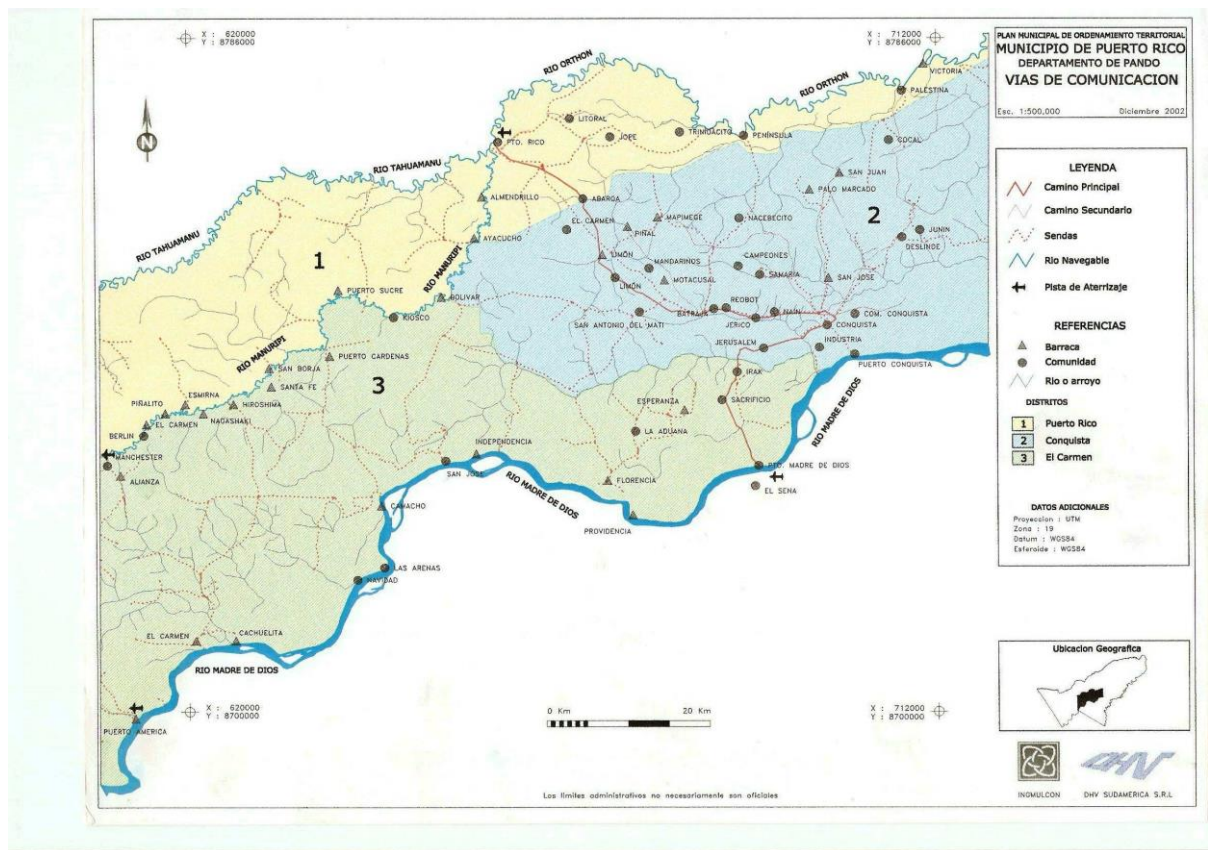 PLAN MUNICIPAL DE ORDENAMIENTO TERRITORIAL
MUNICIPIO DE PUERTO RICO
DEPARTAMENTO DE PANDO
VIAS DE COMUNICACION
Esc. 1:500,000 Diciembre 2002
X : 620000
Y : 8786000
X : 712000
Y : 8786000
RIO ORTHON
RIO ORTHON
VICTORIA
PALESTINA
LITORAL
JOPE
TRINIDACITO
PENÍNSULA
COCAL
PTO. RICO
RIO TAHUAMANU
SAN JUAN
PALO MARCADO
ALMENDRILLO
ABARGA
2
EL CARMEN
MAPIMEGE
NACEBECITO
PIÑAL
JUNIN
DESLINDE
RIO TAHUAMANU
AYACUCHO
1
LIMÓN
MANDARINOS
CAMPEONES
SAMARIA
RIO MANURIPI
LIMÓN
MOTACUSAL
SAN JOSE
PUERTO SUCRE
BOLIVAR
KIOSCO
SAN ANTONIO DEL MATI
BATRAJA
REDBOT
JERICO
NAIN
COM. CONQUISTA
CONQUISTA
RIO MANURIPI
PUERTO CARDENAS
JERUSALEM
INDUSTRIA
PUERTO CONQUISTA
SAN BORJA
SANTA FE
3
IRAK
PIÑALITO
ESMIRNA
HIROSHIMA
ESPERANZA
SACRIFICIO
EL CARMEN
NAGASHAKI
BERLIN
LA ADUANA
RIO MADRE DE DIOS
MANCHESTER
ALIANZA
INDEPENDENCIA
SAN JOSE
RIO MADRE DE DIOS
FLORENCIA
PTO. MADRE DE DIOS
EL SENA
CAMACHO
PROVIDENCIA
LAS ARENAS
NAVIDAD
EL CARMEN
CACHUELITA
RIO MADRE DE DIOS
PUERTO AMERICA
X : 620000
Y : 8700000
0 Km 20 Km
X : 712000
Y : 8700000
Los límites administrativos no necesariamente son oficiales
LEYENDA
Camino Principal
Camino Secundario
Sendas
Rio Navegable
Pista de Aterrizaje
REFERENCIAS
Barraca
Comunidad
Rio o arroyo
DISTRITOS
1 Puerto Rico
2 Conquista
3 El Carmen
DATOS ADICIONALES
Proyeccion : UTM
Zona : 19
Datum : WGS84
Esferoide : WGS84
Ubicacion Geografica
INGMULCON
DHV
DHV SUDAMERICA S.R.L